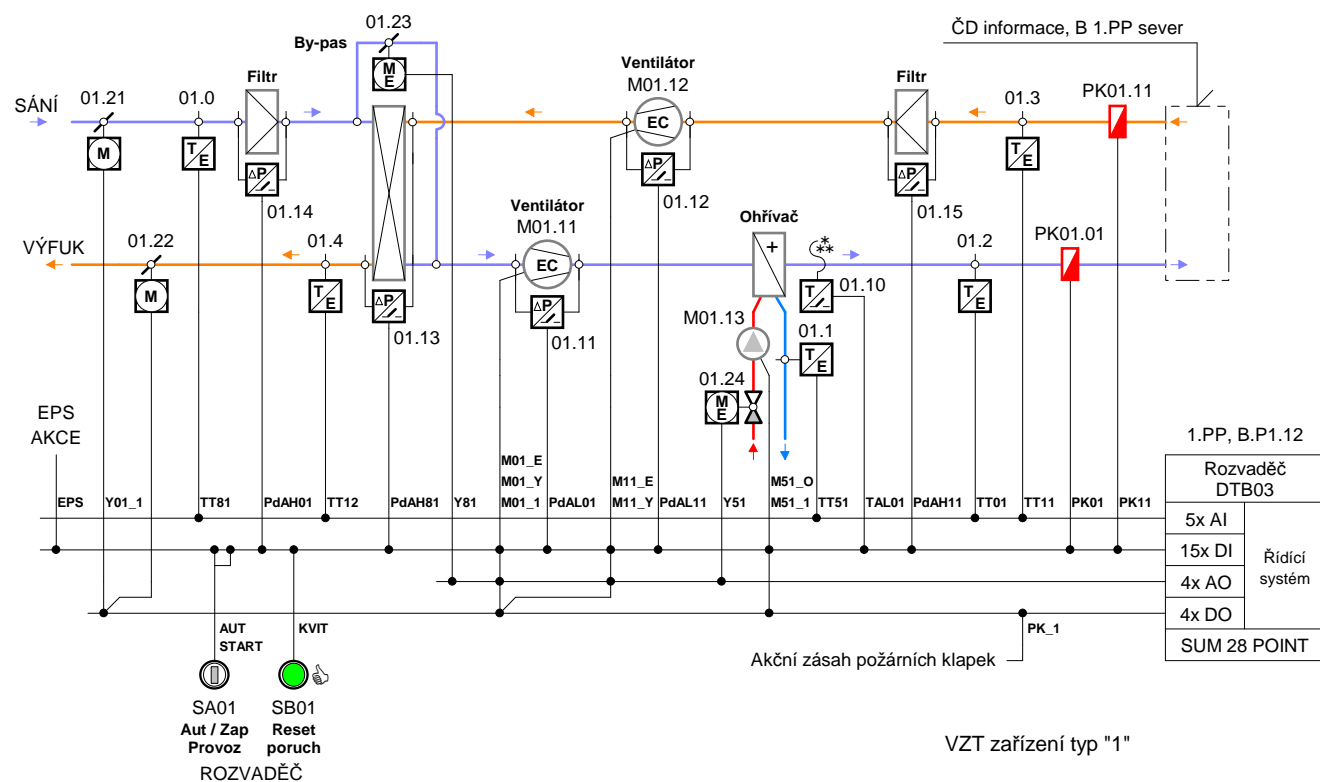 01.23
By-pas
ČD informace, B 1.PP sever
Ventilátor
M01.12
Filtr
Filtr
SÁNÍ
01.21
01.0
M
E
01.3
PK01.11
EC
M
T
E
ΔP
ΔP
ΔP
T
E
01.14
01.12
01.15
Ventilátor
M01.11
Ohřívač
VÝFUK
01.22
01.4
EC
+
***
01.2
PK01.01
M
T
E
ΔP
ΔP
T
01.10
T
E
01.13
01.11
M01.13
01.1
T
E
01.24
M
E
EPS
AKCE
1.PP, B.P1.12
Rozvaděč
DTB03
M01_E
M01_Y
M01_1
M11_E
M11_Y
M51_O
M51_1
EPS
Y01_1
TT81
PdAH01
TT12
PdAH81
Y81
PdAL01
PdAL11
Y51
TT51
TAL01
PdAH11
TT01
TT11
PK01
PK11
5x AI
15x DI
4x AO
4x DO
Řídící
systém
SUM 28 POINT
AUT
START
KVIT
PK_1
Akční zásah požárních klapek
SA01
Aut / Zap
Provoz
SB01
Reset
poruch
ROZVADĚČ
VZT zařízení typ "1"